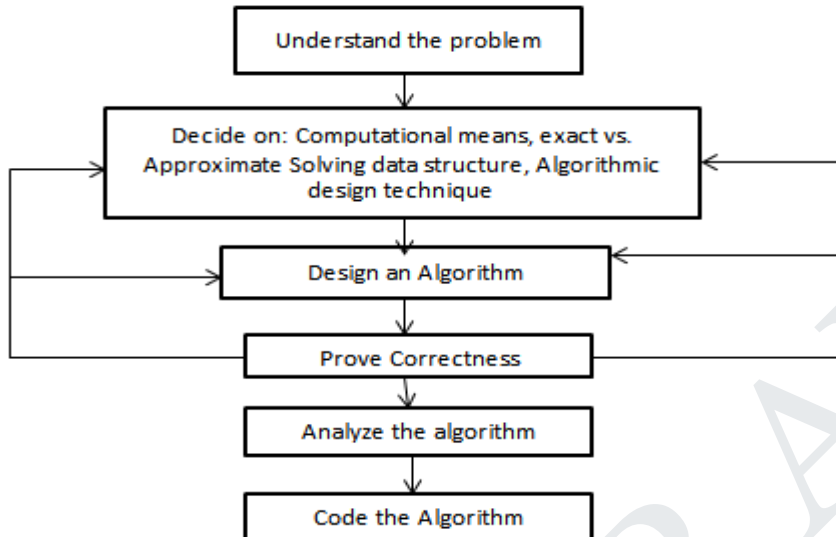 Understand the problem
Decide on: Computational means, exact vs.
Approximate Solving data structure, Algorithmic
design technique
Design an Algorithm
Prove Correctness
Analyze the algorithm
Code the Algorithm